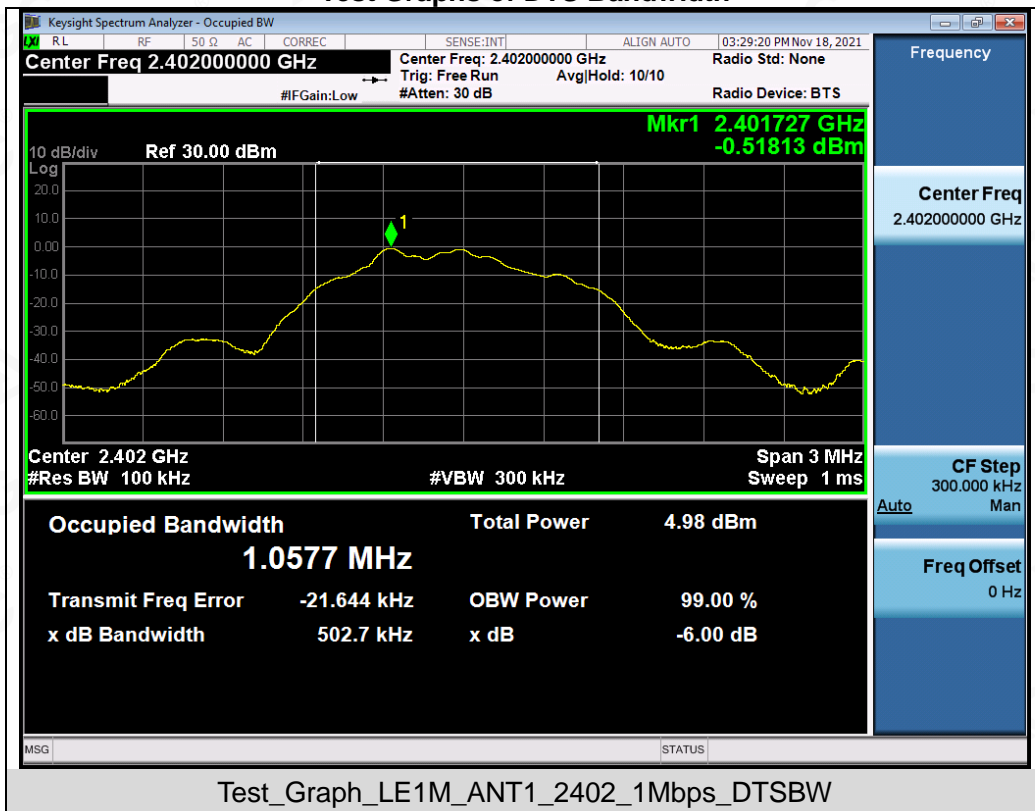 Keysight Spectrum Analyzer - Occupied BW
LXI RL RF 50 Ω AC CORREC SENSE:INT ALIGN AUTO 03:29:20 PM Nov 18, 2021
Center Freq 2.402000000 GHz
Center Freq: 2.402000000 GHz
Radio Std: None
Trig: Free Run Avg|Hold: 10/10
#IFGain:Low #Atten: 30 dB
Radio Device: BTS
Mkr1 2.401727 GHz
-0.51813 dBm
10 dB/div Ref 30.00 dBm
Log
20.0
10.0
0.00
-10.0
-20.0
-30.0
-40.0
-50.0
-60.0
1
Center 2.402 GHz Span 3 MHz
#Res BW 100 kHz #VBW 300 kHz Sweep 1 ms
Occupied Bandwidth Total Power 4.98 dBm
1.0577 MHz
Transmit Freq Error -21.644 kHz OBW Power 99.00 %
x dB Bandwidth 502.7 kHz x dB -6.00 dB
Frequency
Center Freq
2.402000000 GHz
CF Step
300.000 kHz
Auto Man
Freq Offset
0 Hz
MSG STATUS
Test_Graph_LE1M_ANT1_2402_1Mbps_DTSBW